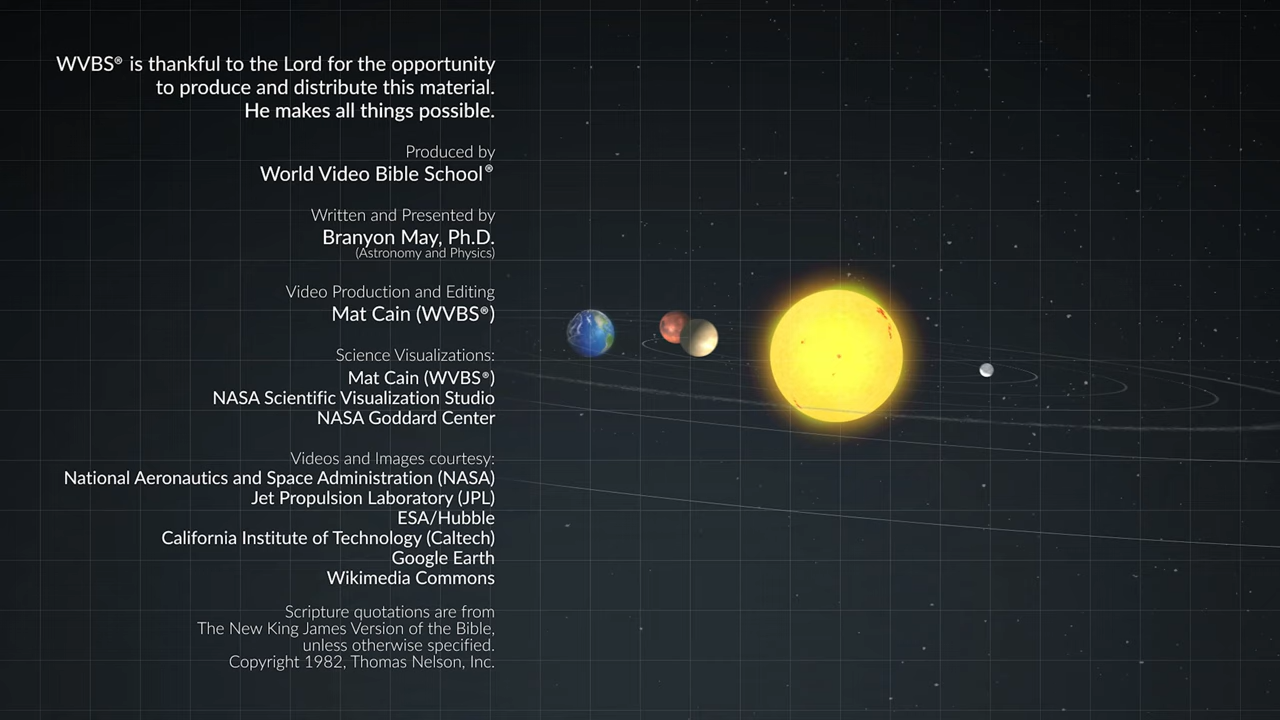 WVBS® is thankful to the Lord for the opportunity
to produce and distribute this material.
He makes all things possible.
Produced by
World Video Bible School®
Written and Presented by
Branyon May, Ph.D.
(Astronomy and Physics)
Video Production and Editing
Mat Cain (WVBS®)
Science Visualizations:
Mat Cain (WVBS®)
NASA Scientific Visualization Studio
NASA Goddard Center
Videos and Images courtesy:
National Aeronautics and Space Administration (NASA)
Jet Propulsion Laboratory (JPL)
ESA/Hubble
California Institute of Technology (Caltech)
Google Earth
Wikimedia Commons
Scripture quotations are from
The New King James Version of the Bible,
unless otherwise specified.
Copyright 1982, Thomas Nelson, Inc.